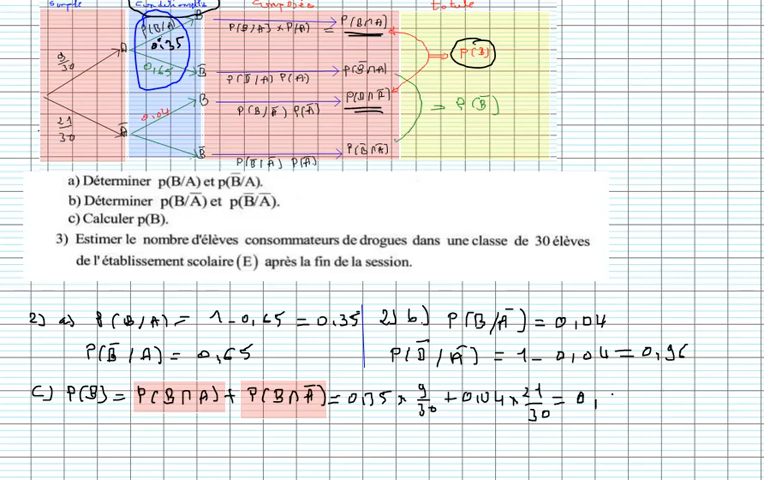 Simple Conditionnelle Composée totale
P(B/A) B P(B/A) × P(A) = P(B∩A)
9/30 A 0,35 P(B)
0,65 B̅ P(B̅/A) P(A) P(B̅∩A)
B P(B/A̅) P(A̅) P(B∩A̅) = P(B̅)
21/30 A̅ 0,04
B̅ P(B̅/A̅) P(A̅) P(B̅∩A̅)
a) Déterminer p(B/A) et p(B̅/A).
b) Déterminer p(B/A̅) et p(B̅/A̅).
c) Calculer p(B).
3) Estimer le nombre d'élèves consommateurs de drogues dans une classe de 30 élèves
de l'établissement scolaire (E) après la fin de la session.
2) a) P(B/A) = 1-0,65 = 0,35 2) b) P(B/A̅) = 0,04
P(B̅/A) = 0,65 P(B̅/A̅) = 1-0,04 = 0,96
C) P(B) = P(B∩A) + P(B∩A̅) = 0,35 × 9/30 + 0,04 × 21/30 = 0,